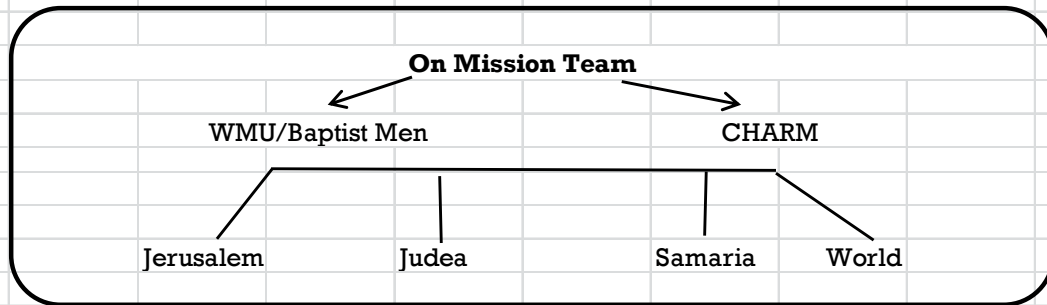 On Mission Team
WMU/Baptist Men CHARM
Jerusalem Judea Samaria World